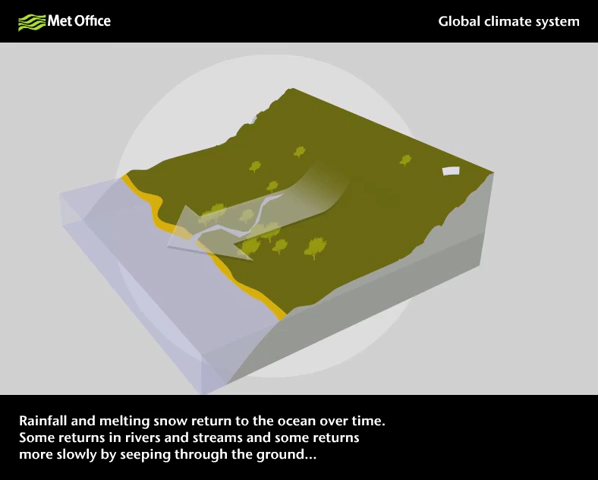 Met Office
Global climate system
Rainfall and melting snow return to the ocean over time.
Some returns in rivers and streams and some returns
more slowly by seeping through the ground...